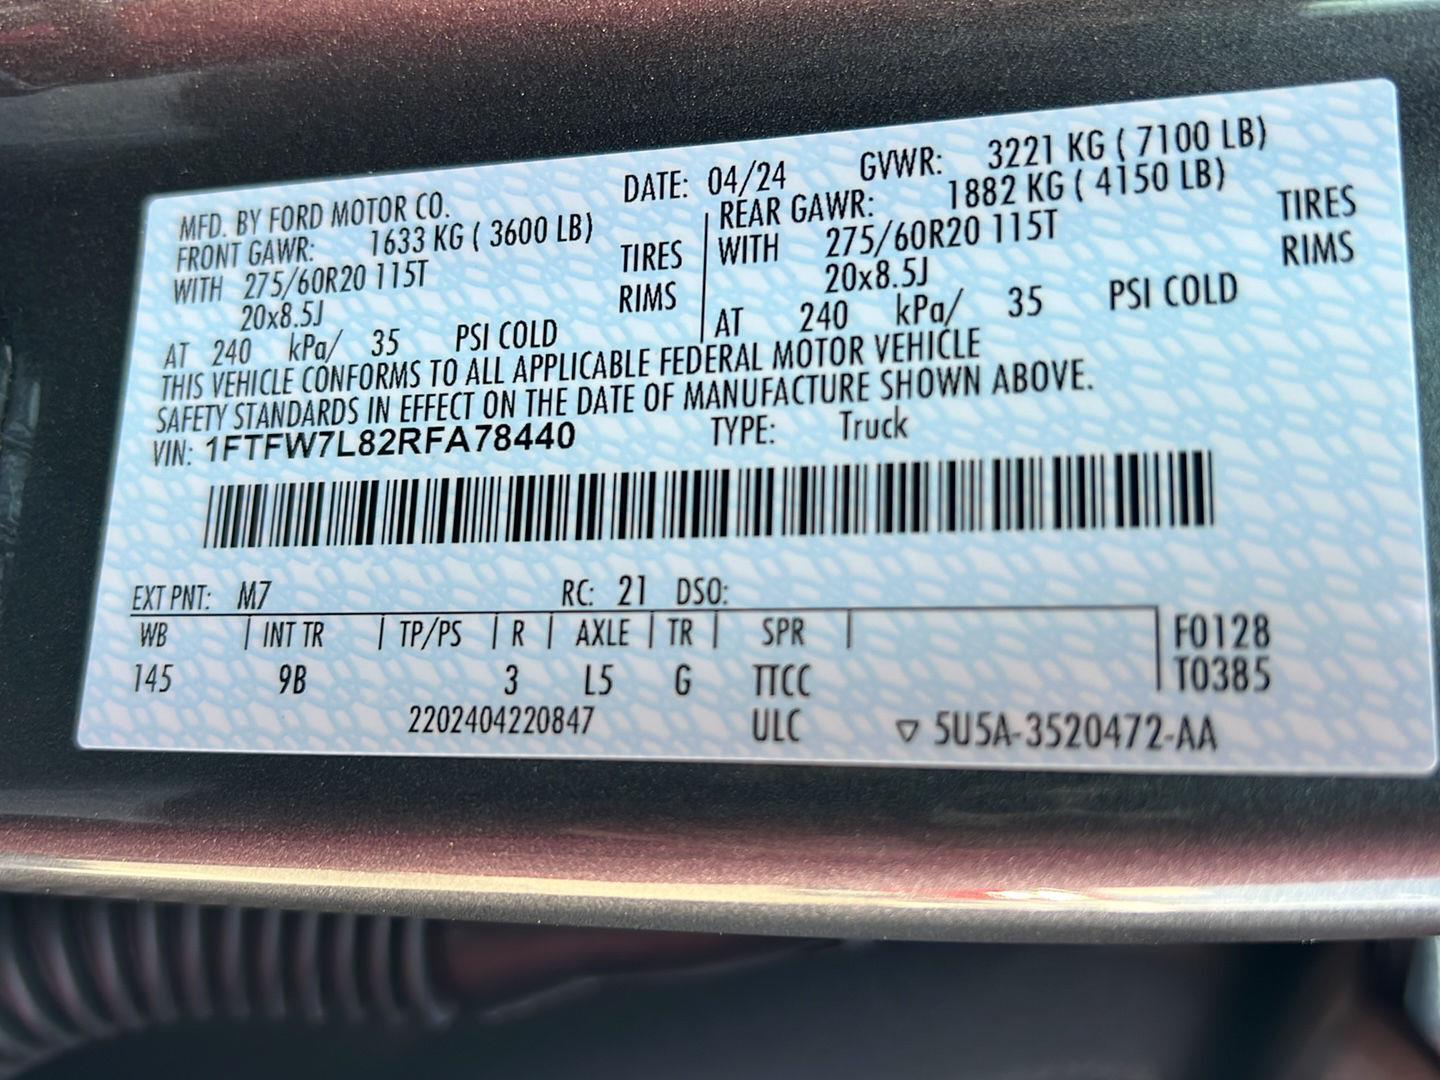 MFD. BY FORD MOTOR CO. DATE: 04/24 GVWR: 3221 KG ( 7100 LB)
FRONT GAWR: 1633 KG ( 3600 LB) REAR GAWR: 1882 KG ( 4150 LB)
WITH 275/60R20 115T TIRES WITH 275/60R20 115T TIRES
20x8.5J RIMS 20x8.5J RIMS
AT 240 kPa/ 35 PSI COLD AT 240 kPa/ 35 PSI COLD
THIS VEHICLE CONFORMS TO ALL APPLICABLE FEDERAL MOTOR VEHICLE
SAFETY STANDARDS IN EFFECT ON THE DATE OF MANUFACTURE SHOWN ABOVE.
VIN: 1FTFW7L82RFA78440 TYPE: Truck
EXT PNT: M7 RC: 21 DSO:
WB INT TR TP/PS R AXLE TR SPR F0128
145 9B 3 L5 G TTCC T0385
2202404220847 ULC ▽ 5U5A-3520472-AA